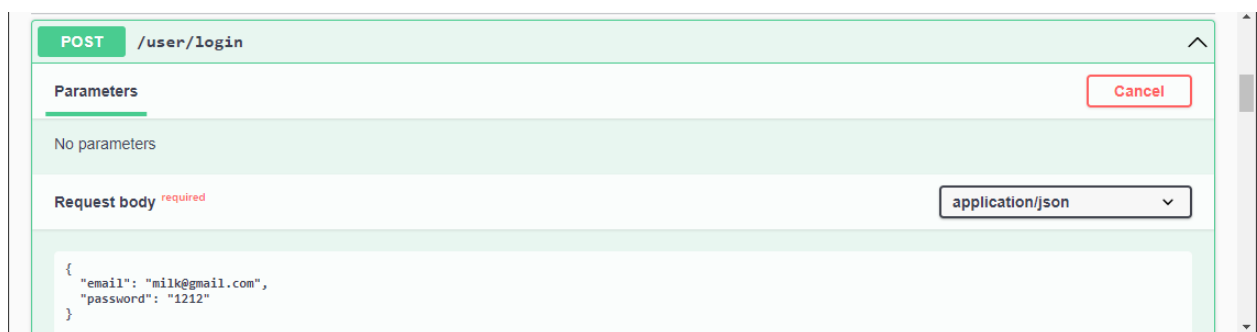 POST /user/login
Parameters Cancel
No parameters
Request body required application/json
{
  "email": "milk@gmail.com",
  "password": "1212"
}